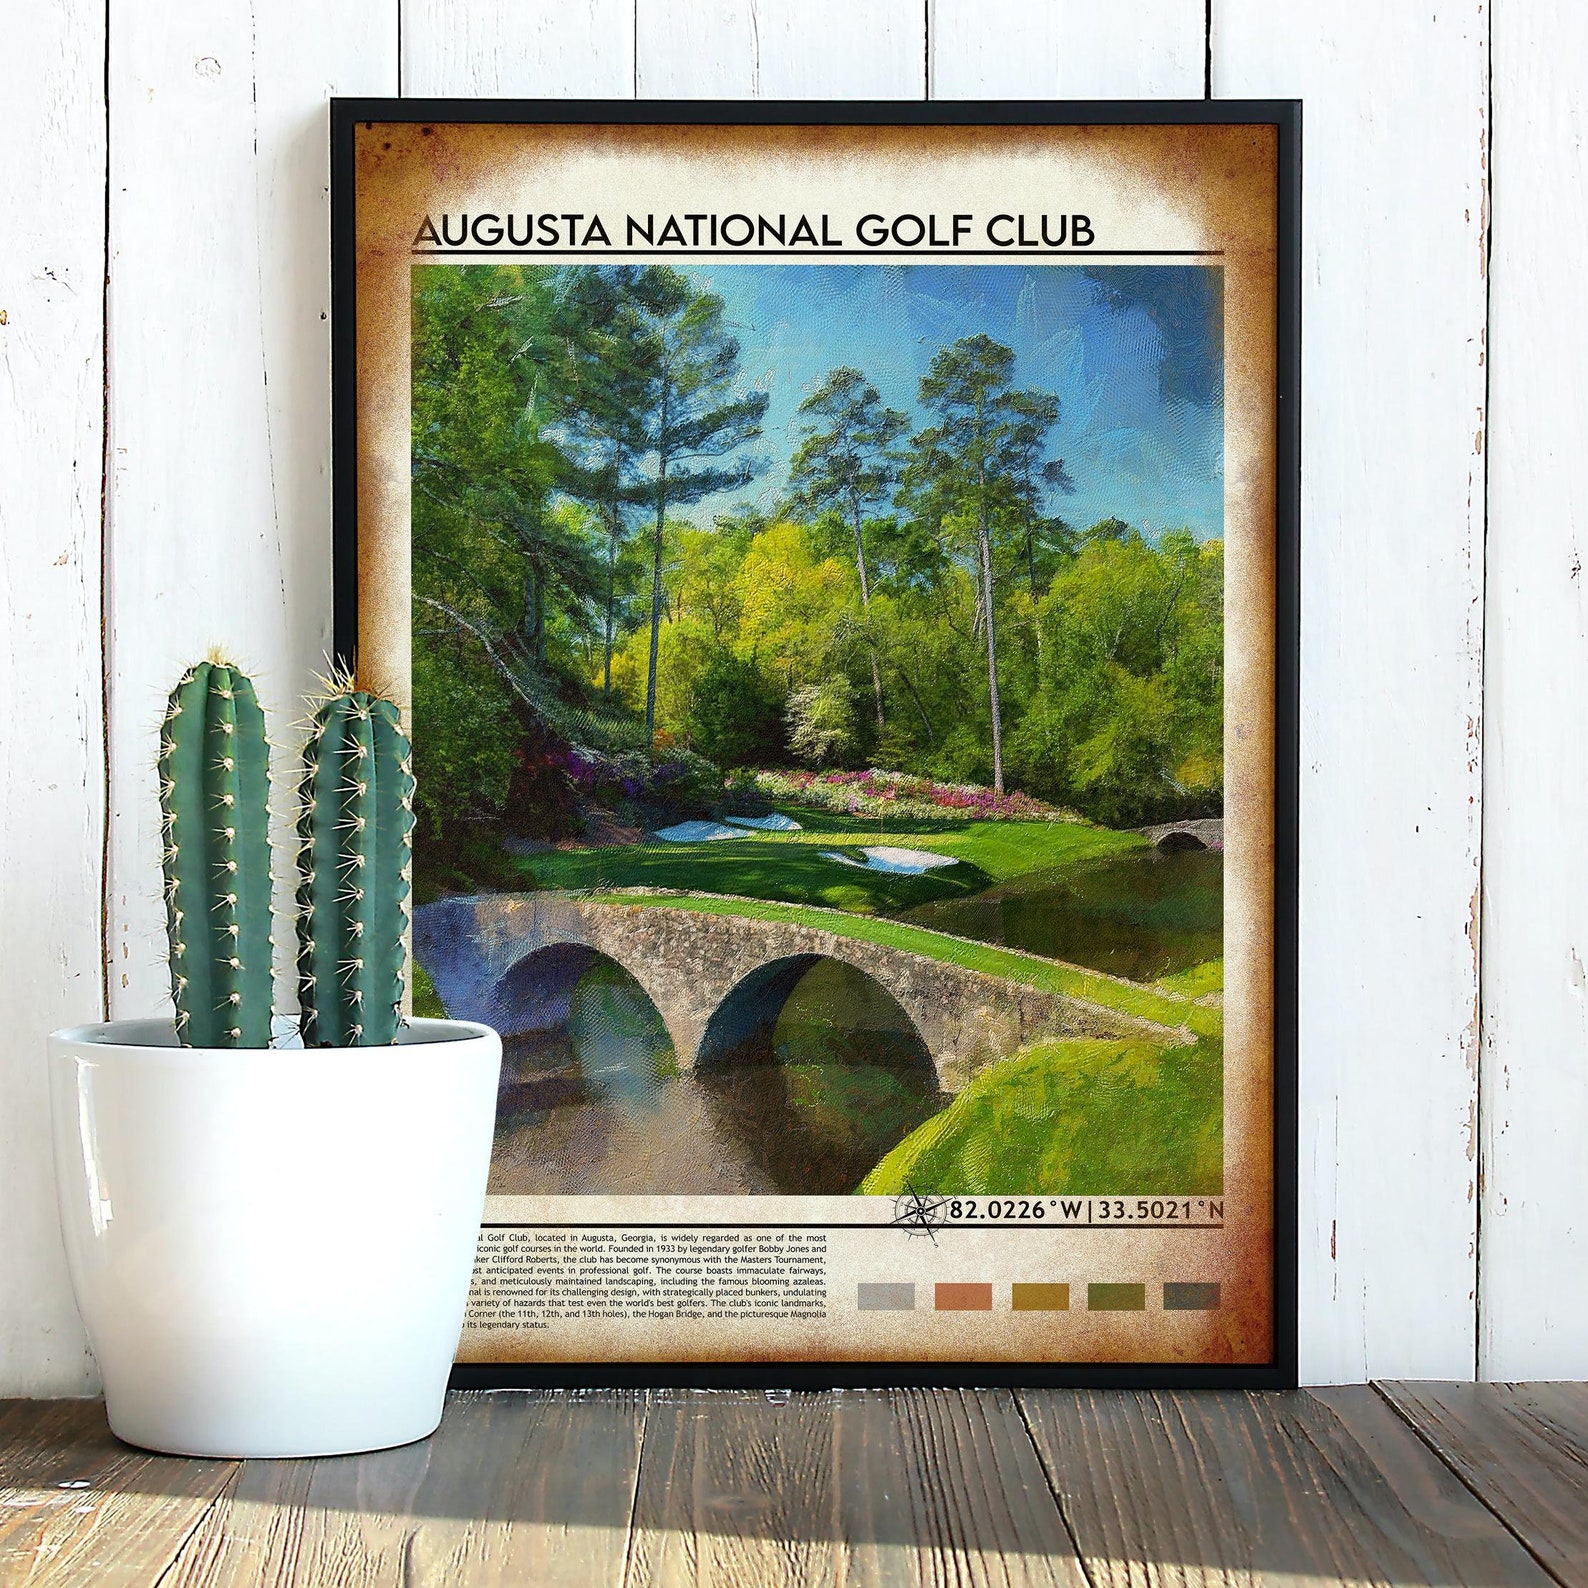 AUGUSTA NATIONAL GOLF CLUB
82.0226°W|33.5021°N
Golf Club, located in Augusta, Georgia, is widely regarded as one of the most
iconic golf courses in the world. Founded in 1933 by legendary golfer Bobby Jones and
Clifford Roberts, the club has become synonymous with the Masters Tournament,
anticipated events in professional golf. The course boasts immaculate fairways,
and meticulously maintained landscaping, including the famous blooming azaleas.
is renowned for its challenging design, with strategically placed bunkers, undulating
variety of hazards that test even the world's best golfers. The club's iconic landmarks,
Corner (the 11th, 12th, and 13th holes), the Hogan Bridge, and the picturesque Magnolia
its legendary status.